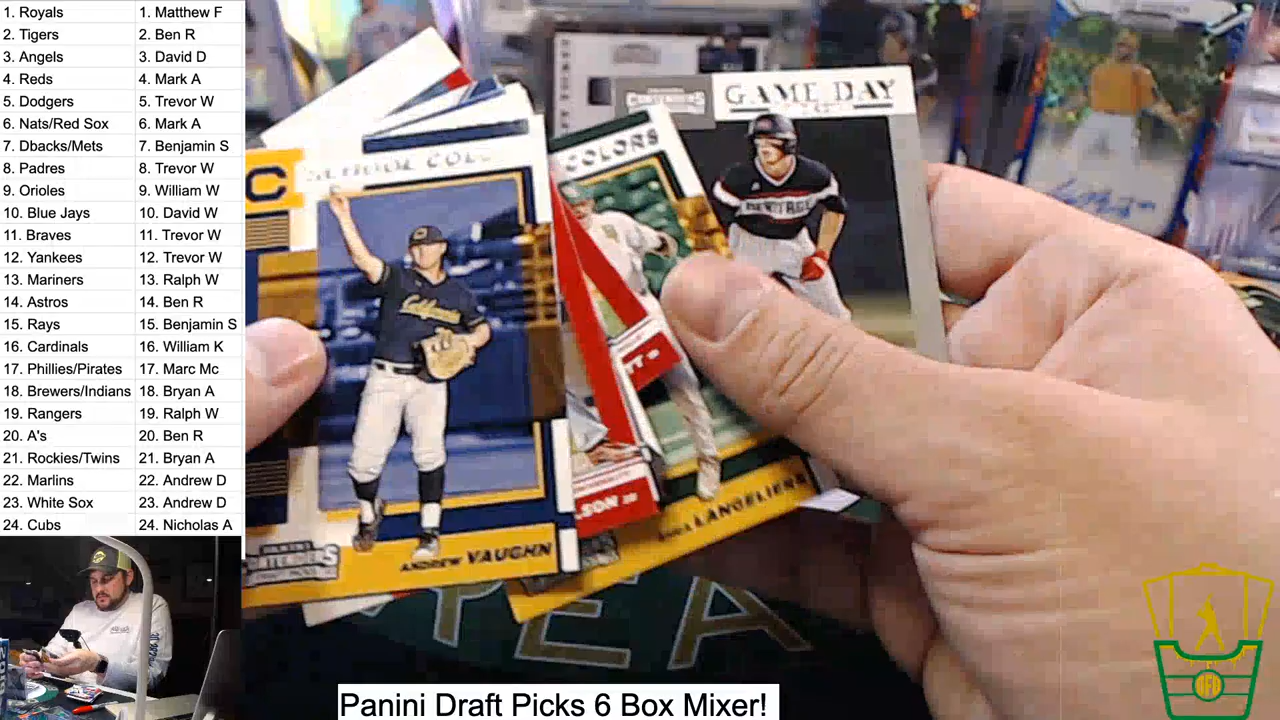 1. Royals 1. Matthew F
2. Tigers 2. Ben R
3. Angels 3. David D
4. Reds 4. Mark A
5. Dodgers 5. Trevor W
6. Nats/Red Sox 6. Mark A
7. Dbacks/Mets 7. Benjamin S
8. Padres 8. Trevor W
9. Orioles 9. William W
10. Blue Jays 10. David W
11. Braves 11. Trevor W
12. Yankees 12. Trevor W
13. Mariners 13. Ralph W
14. Astros 14. Ben R
15. Rays 15. Benjamin S
16. Cardinals 16. William K
17. Phillies/Pirates 17. Marc Mc
18. Brewers/Indians 18. Bryan A
19. Rangers 19. Ralph W
20. A's 20. Ben R
21. Rockies/Twins 21. Bryan A
22. Marlins 22. Andrew D
23. White Sox 23. Andrew D
24. Cubs 24. Nicholas A
GAME DAY
COLORS
SCHOOL COL
C
LANGELIERS
SON
ANDREW VAUGHN
PEA
Panini Draft Picks 6 Box Mixer!